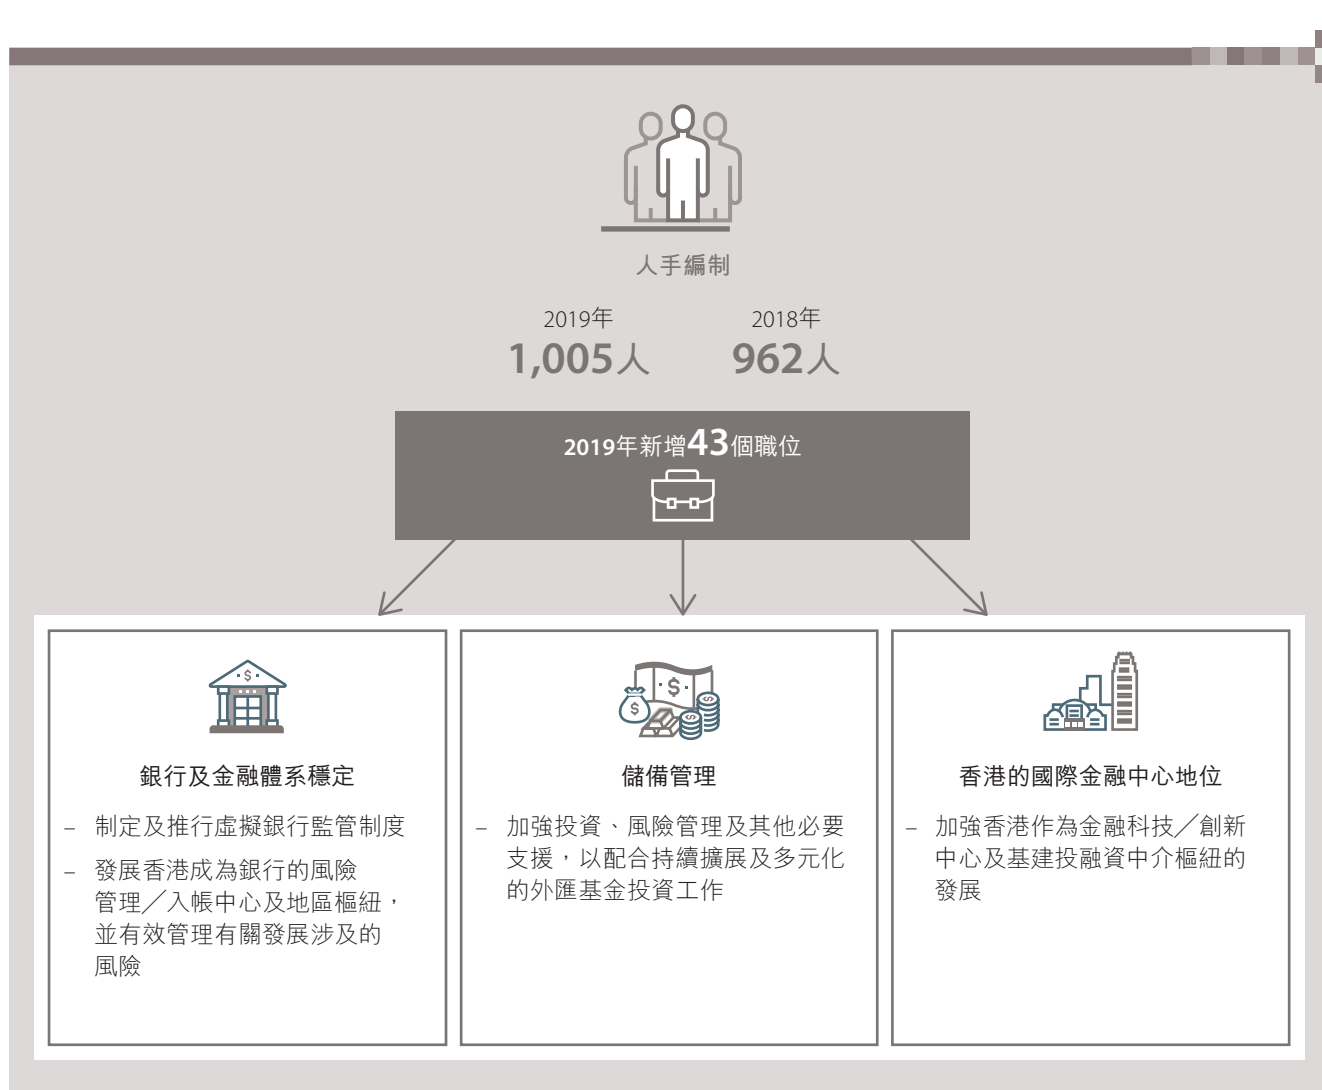 人手編制
2019年
1,005人
2018年
962人
2019年新增43個職位
$
銀行及金融體系穩定
– 制定及推行虛擬銀行監管制度
– 發展香港成為銀行的風險
管理／入帳中心及地區樞紐，
並有效管理有關發展涉及的
風險
$
$
$
$
儲備管理
– 加強投資、風險管理及其他必要
支援，以配合持續擴展及多元化
的外匯基金投資工作
香港的國際金融中心地位
– 加強香港作為金融科技／創新
中心及基建投融資中介樞紐的
發展